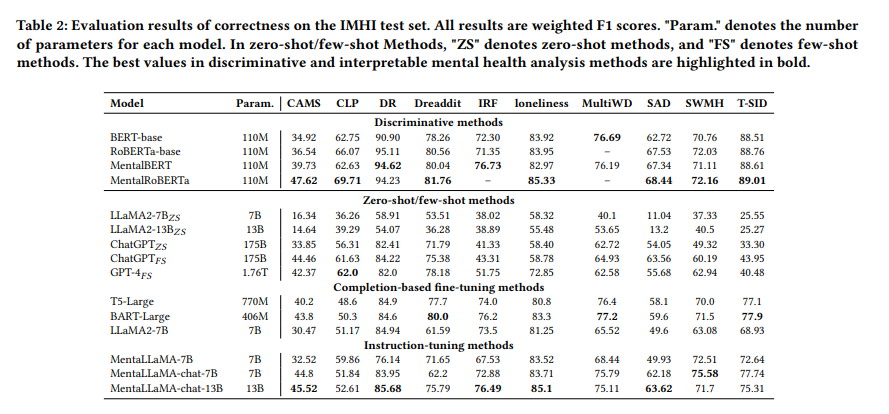 Table 2: Evaluation results of correctness on the IMHI test set. All results are weighted F1 scores. "Param." denotes the number
of parameters for each model. In zero-shot/few-shot Methods, "ZS" denotes zero-shot methods, and "FS" denotes few-shot
methods. The best values in discriminative and interpretable mental health analysis methods are highlighted in bold.
Model Param. CAMS CLP DR Dreaddit IRF loneliness MultiWD SAD SWMH T-SID
Discriminative methods
BERT-base 110M 34.92 62.75 90.90 78.26 72.30 83.92 76.69 62.72 70.76 88.51
RoBERTa-base 110M 36.54 66.07 95.11 80.56 71.35 83.95 – 67.53 72.03 88.76
MentalBERT 110M 39.73 62.63 94.62 80.04 76.73 82.97 76.19 67.34 71.11 88.61
MentalRoBERTa 110M 47.62 69.71 94.23 81.76 – 85.33 – 68.44 72.16 89.01
Zero-shot/few-shot methods
LLaMA2-7BZS 7B 16.34 36.26 58.91 53.51 38.02 58.32 40.1 11.04 37.33 25.55
LLaMA2-13BZS 13B 14.64 39.29 54.07 36.28 38.89 55.48 53.65 13.2 40.5 25.27
ChatGPTZS 175B 33.85 56.31 82.41 71.79 41.33 58.40 62.72 54.05 49.32 33.30
ChatGPTFS 175B 44.46 61.63 84.22 75.38 43.31 58.78 64.93 63.56 60.19 43.95
GPT-4FS 1.76T 42.37 62.0 82.0 78.18 51.75 72.85 62.58 55.68 62.94 40.48
Completion-based fine-tuning methods
T5-Large 770M 40.2 48.6 84.9 77.7 74.0 80.8 76.4 58.1 70.0 77.1
BART-Large 406M 43.8 50.3 84.6 80.0 76.2 83.3 77.2 59.6 71.5 77.9
LLaMA2-7B 7B 30.47 51.17 84.94 61.59 73.5 81.25 65.52 49.6 63.08 68.93
Instruction-tuning methods
MentaLLaMA-7B 7B 32.52 59.86 76.14 71.65 67.53 83.52 68.44 49.93 72.51 72.64
MentaLLaMA-chat-7B 7B 44.8 51.84 83.95 62.2 72.88 83.71 75.79 62.18 75.58 77.74
MentaLLaMA-chat-13B 13B 45.52 52.61 85.68 75.79 76.49 85.1 75.11 63.62 71.7 75.31